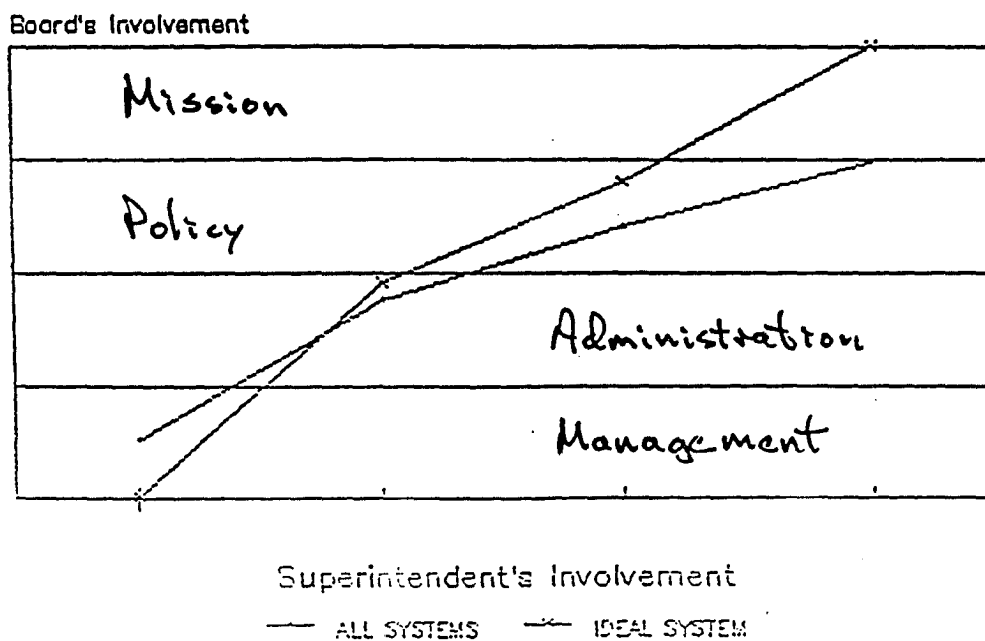 Board's Involvement
Mission
Policy
Administration
Management
Superintendent's Involvement
ALL SYSTEMS IDEAL SYSTEM